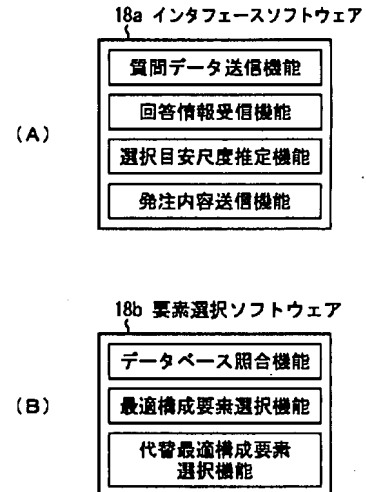 18a インタフェースソフトウェア
(A)
質問データ送信機能
回答情報受信機能
選択目安尺度推定機能
発注内容送信機能
18b 要素選択ソフトウェア
(B)
データベース照合機能
最適構成要素選択機能
代替最適構成要素
選択機能